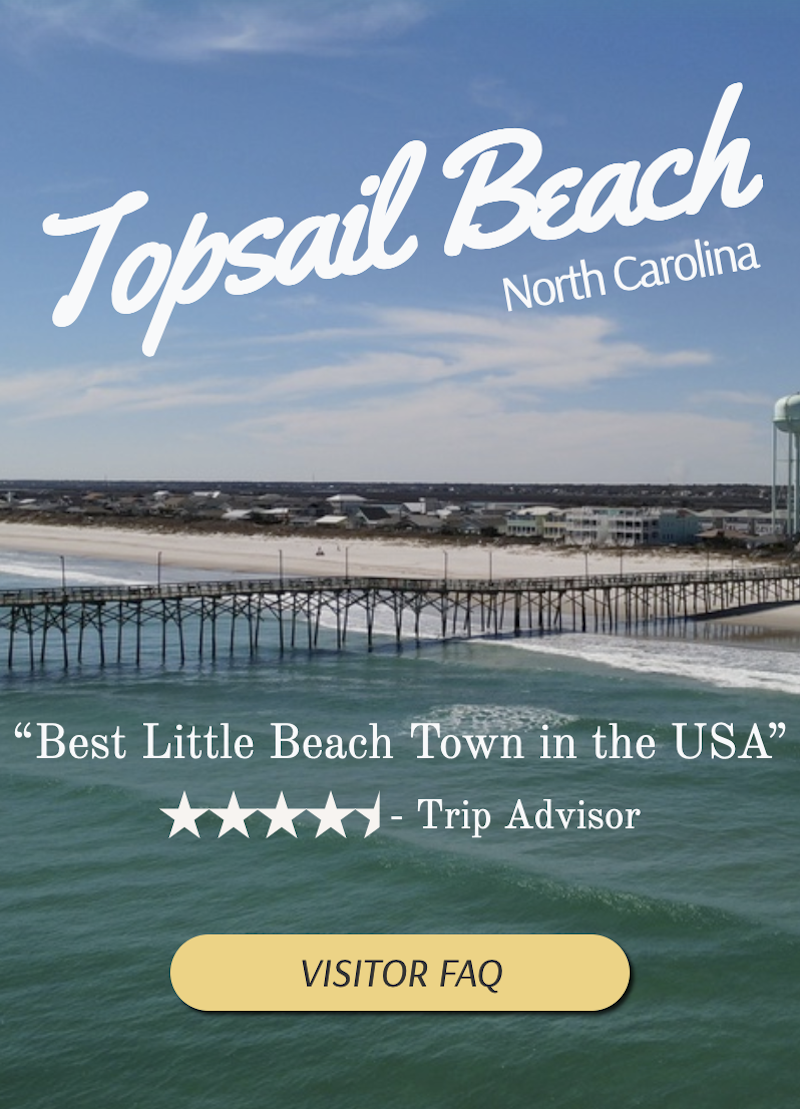 Topsail Beach
North Carolina
“Best Little Beach Town in the USA”
- Trip Advisor
VISITOR FAQ